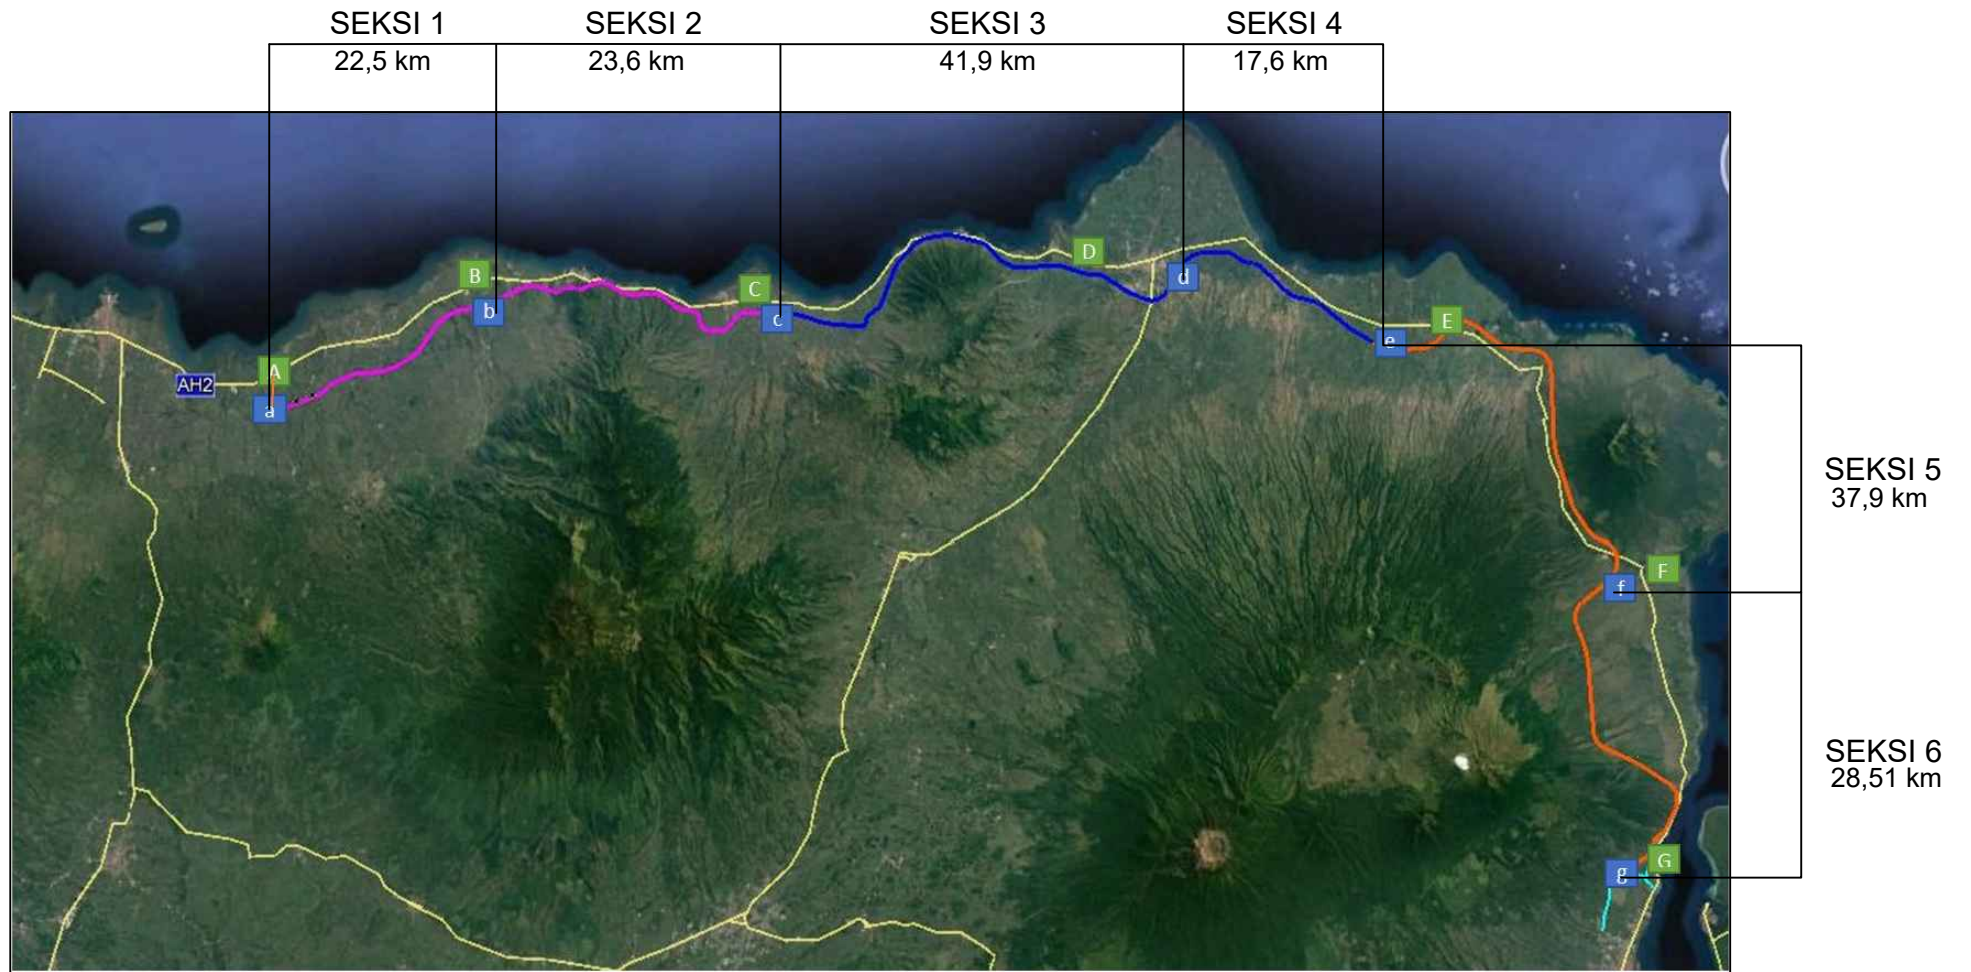 SEKSI 1
SEKSI 2
SEKSI 3
SEKSI 4
22,5 km
23,6 km
41,9 km
17,6 km
B
C
D
b
c
d
E
e
A
AH2
a
SEKSI 5
37,9 km
F
f
SEKSI 6
28,51 km
G
g